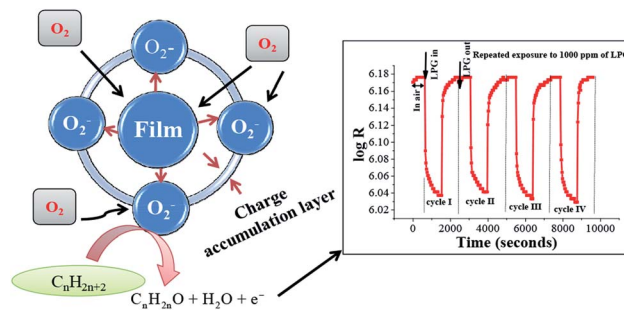 O₂
O₂-
O₂
O₂⁻
Film
O₂⁻
O₂
O₂⁻
Charge
accumulation layer
CₙH₂ₙ₊₂
CₙH₂ₙO + H₂O + e⁻
LPG in
LPG out
Repeated exposure to 1000 ppm of LPG
In air
log R
6.18
6.16
6.14
6.12
6.10
6.08
6.06
6.04
6.02
cycle I
cycle II
cycle III
cycle IV
0
2000
4000
6000
8000
10000
Time (seconds)